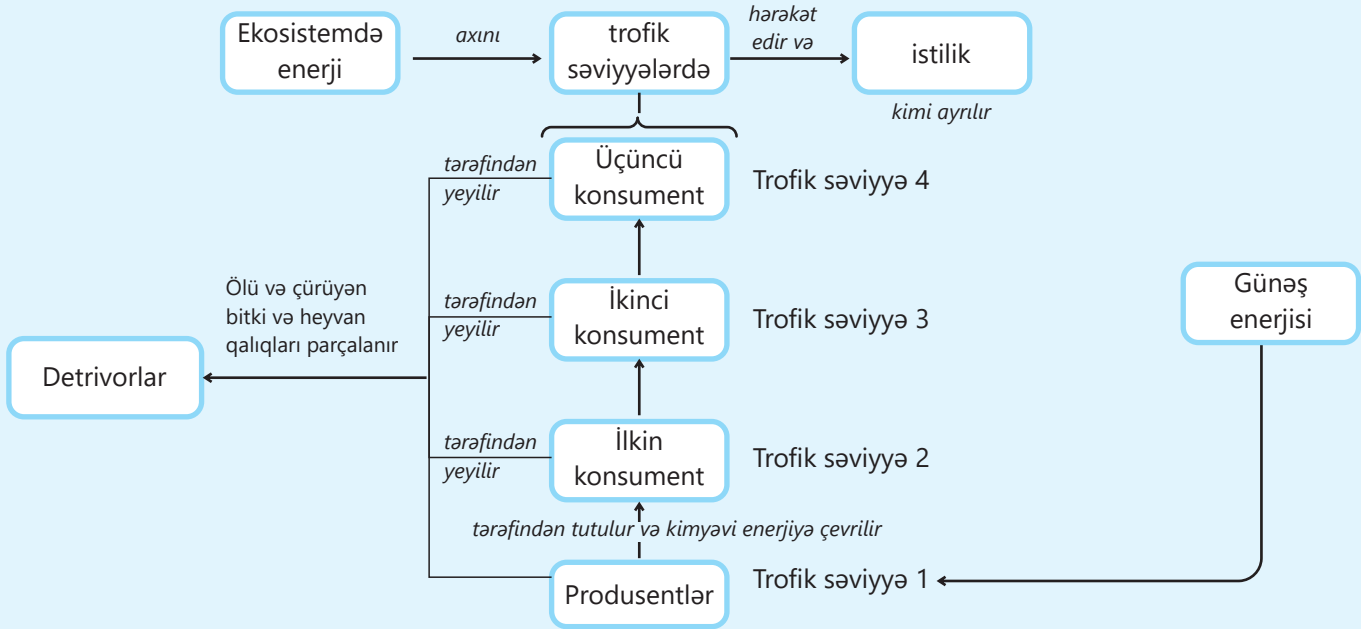 Ekosistemdə
enerji
axını
trofik
səviyyələrdə
hərəkət
edir və
istilik
kimi ayrılır
tərəfindən
yeyilir
Üçüncü
konsument
Trofik səviyyə 4
Ölü və çürüyən
bitki və heyvan
qalıqları parçalanır
Detrivorlar
tərəfindən
yeyilir
İkinci
konsument
Trofik səviyyə 3
Günəş
enerjisi
tərəfindən
yeyilir
İlkin
konsument
Trofik səviyyə 2
tərəfindən tutulur və kimyəvi enerjiyə çevrilir
Produsentlər
Trofik səviyyə 1